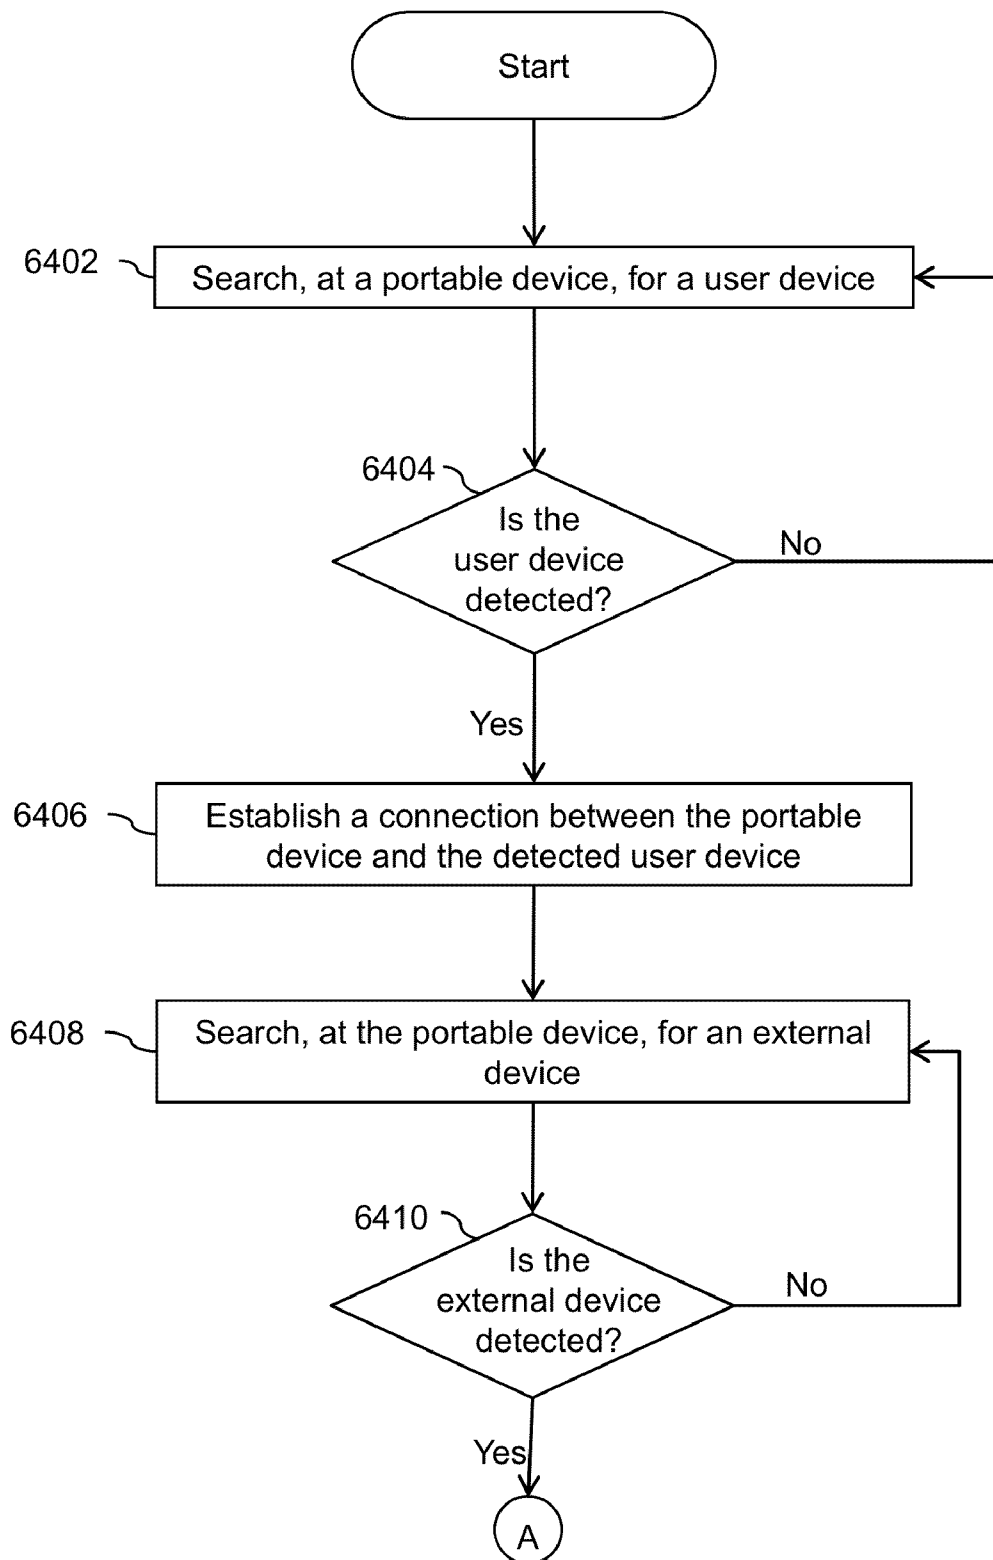 Start
6402
Search, at a portable device, for a user device
6404
Is the
user device
detected?
No
Yes
6406
Establish a connection between the portable
device and the detected user device
6408
Search, at the portable device, for an external
device
6410
Is the
external device
detected?
No
Yes
A